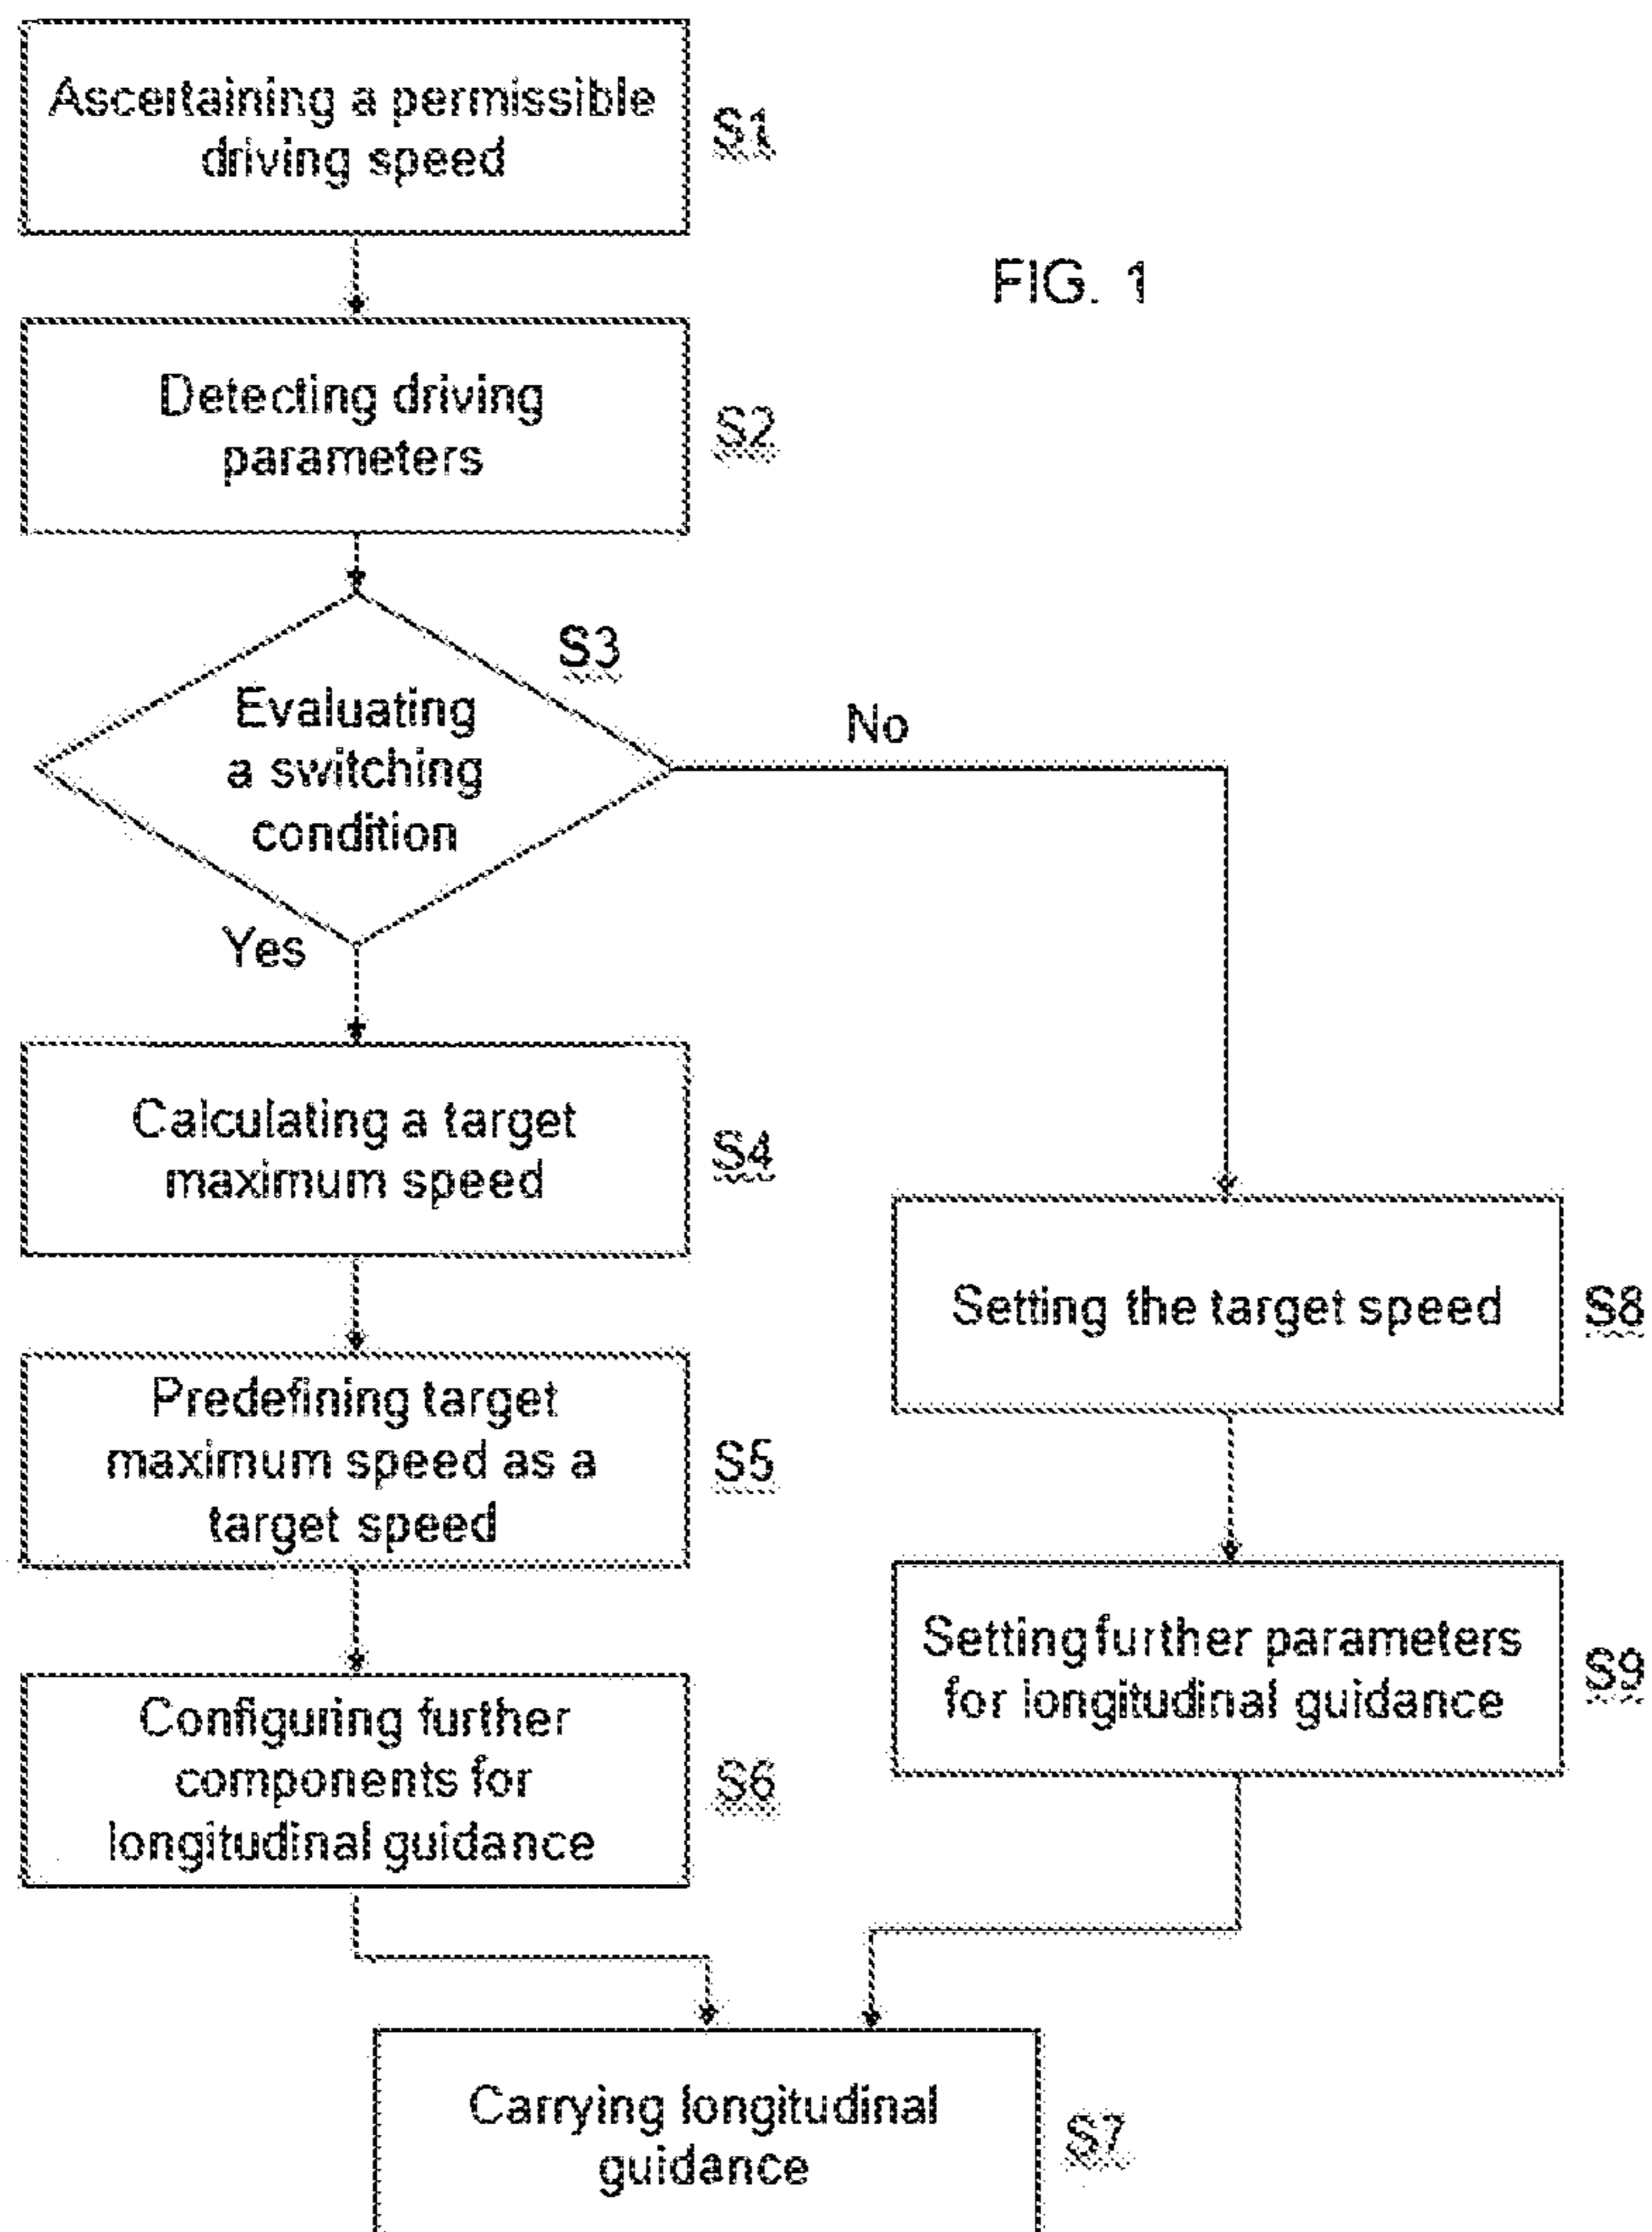 Ascertaining a permissible
driving speed
S1
FIG. 1
Detecting driving
parameters
S2
S3
Evaluating
a switching
condition
No
Yes
Calculating a target
maximum speed
S4
Setting the target speed
S8
Predefining target
maximum speed as a
target speed
S5
Setting further parameters
for longitudinal guidance
S9
Configuring further
components for
longitudinal guidance
S6
Carrying longitudinal
guidance
S7